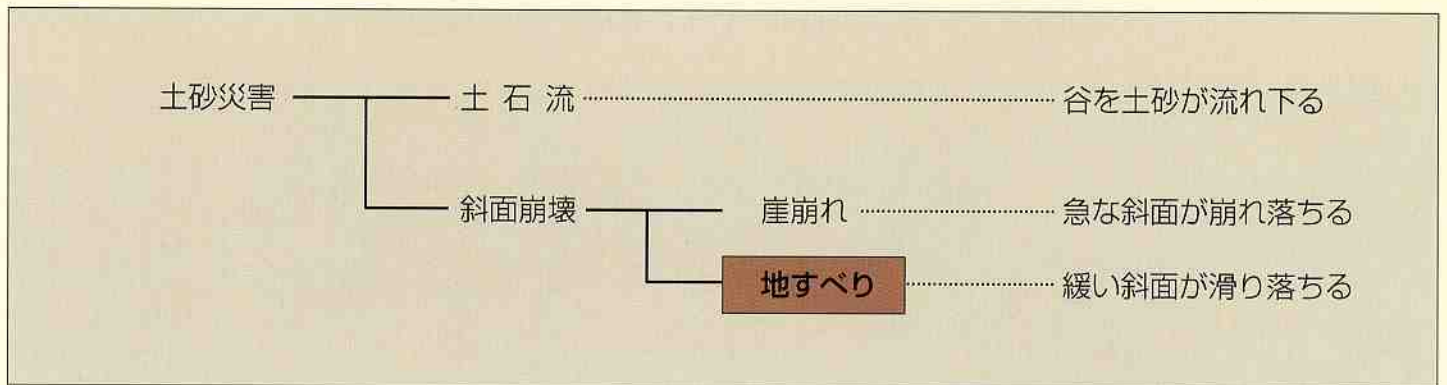 土砂災害 土石流 谷を土砂が流れ下る
斜面崩壊 崖崩れ 急な斜面が崩れ落ちる
地すべり 緩い斜面が滑り落ちる